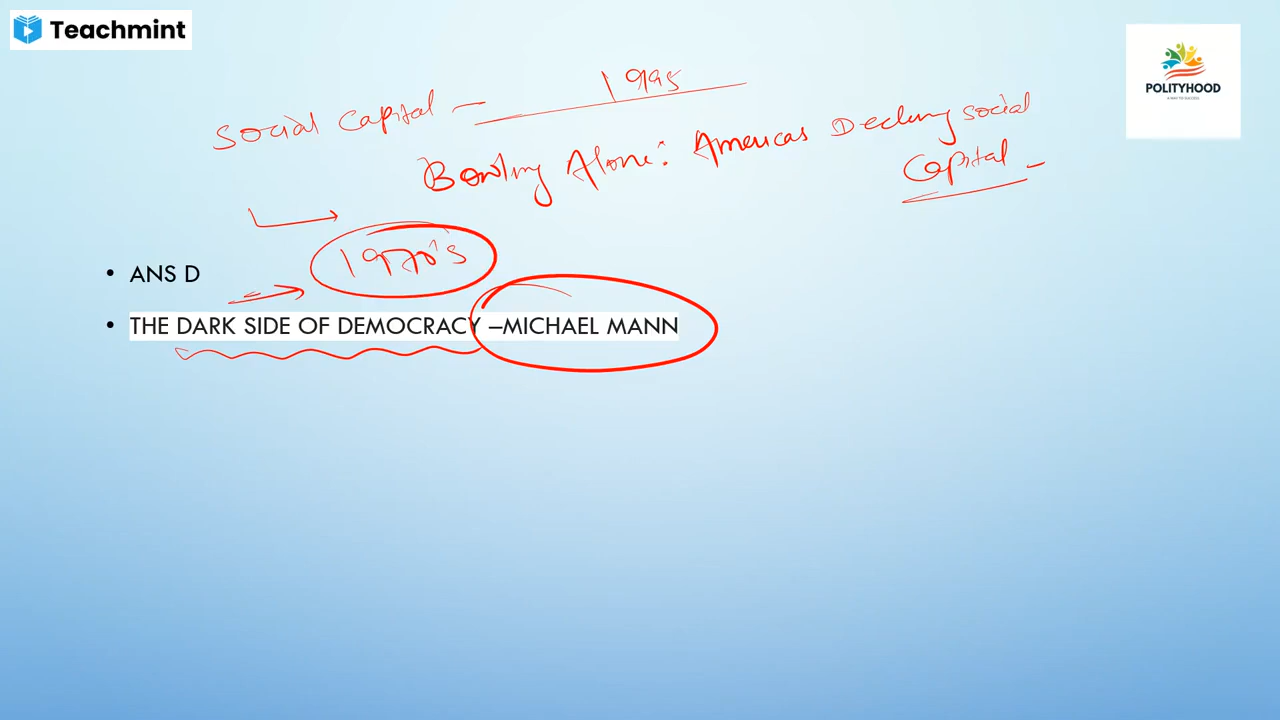 Teachmint
POLITYHOOD
1995
Social Capital –
Bowling Alone: Americas Declining social
Capital –
1970's
• ANS D
• THE DARK SIDE OF DEMOCRACY –MICHAEL MANN